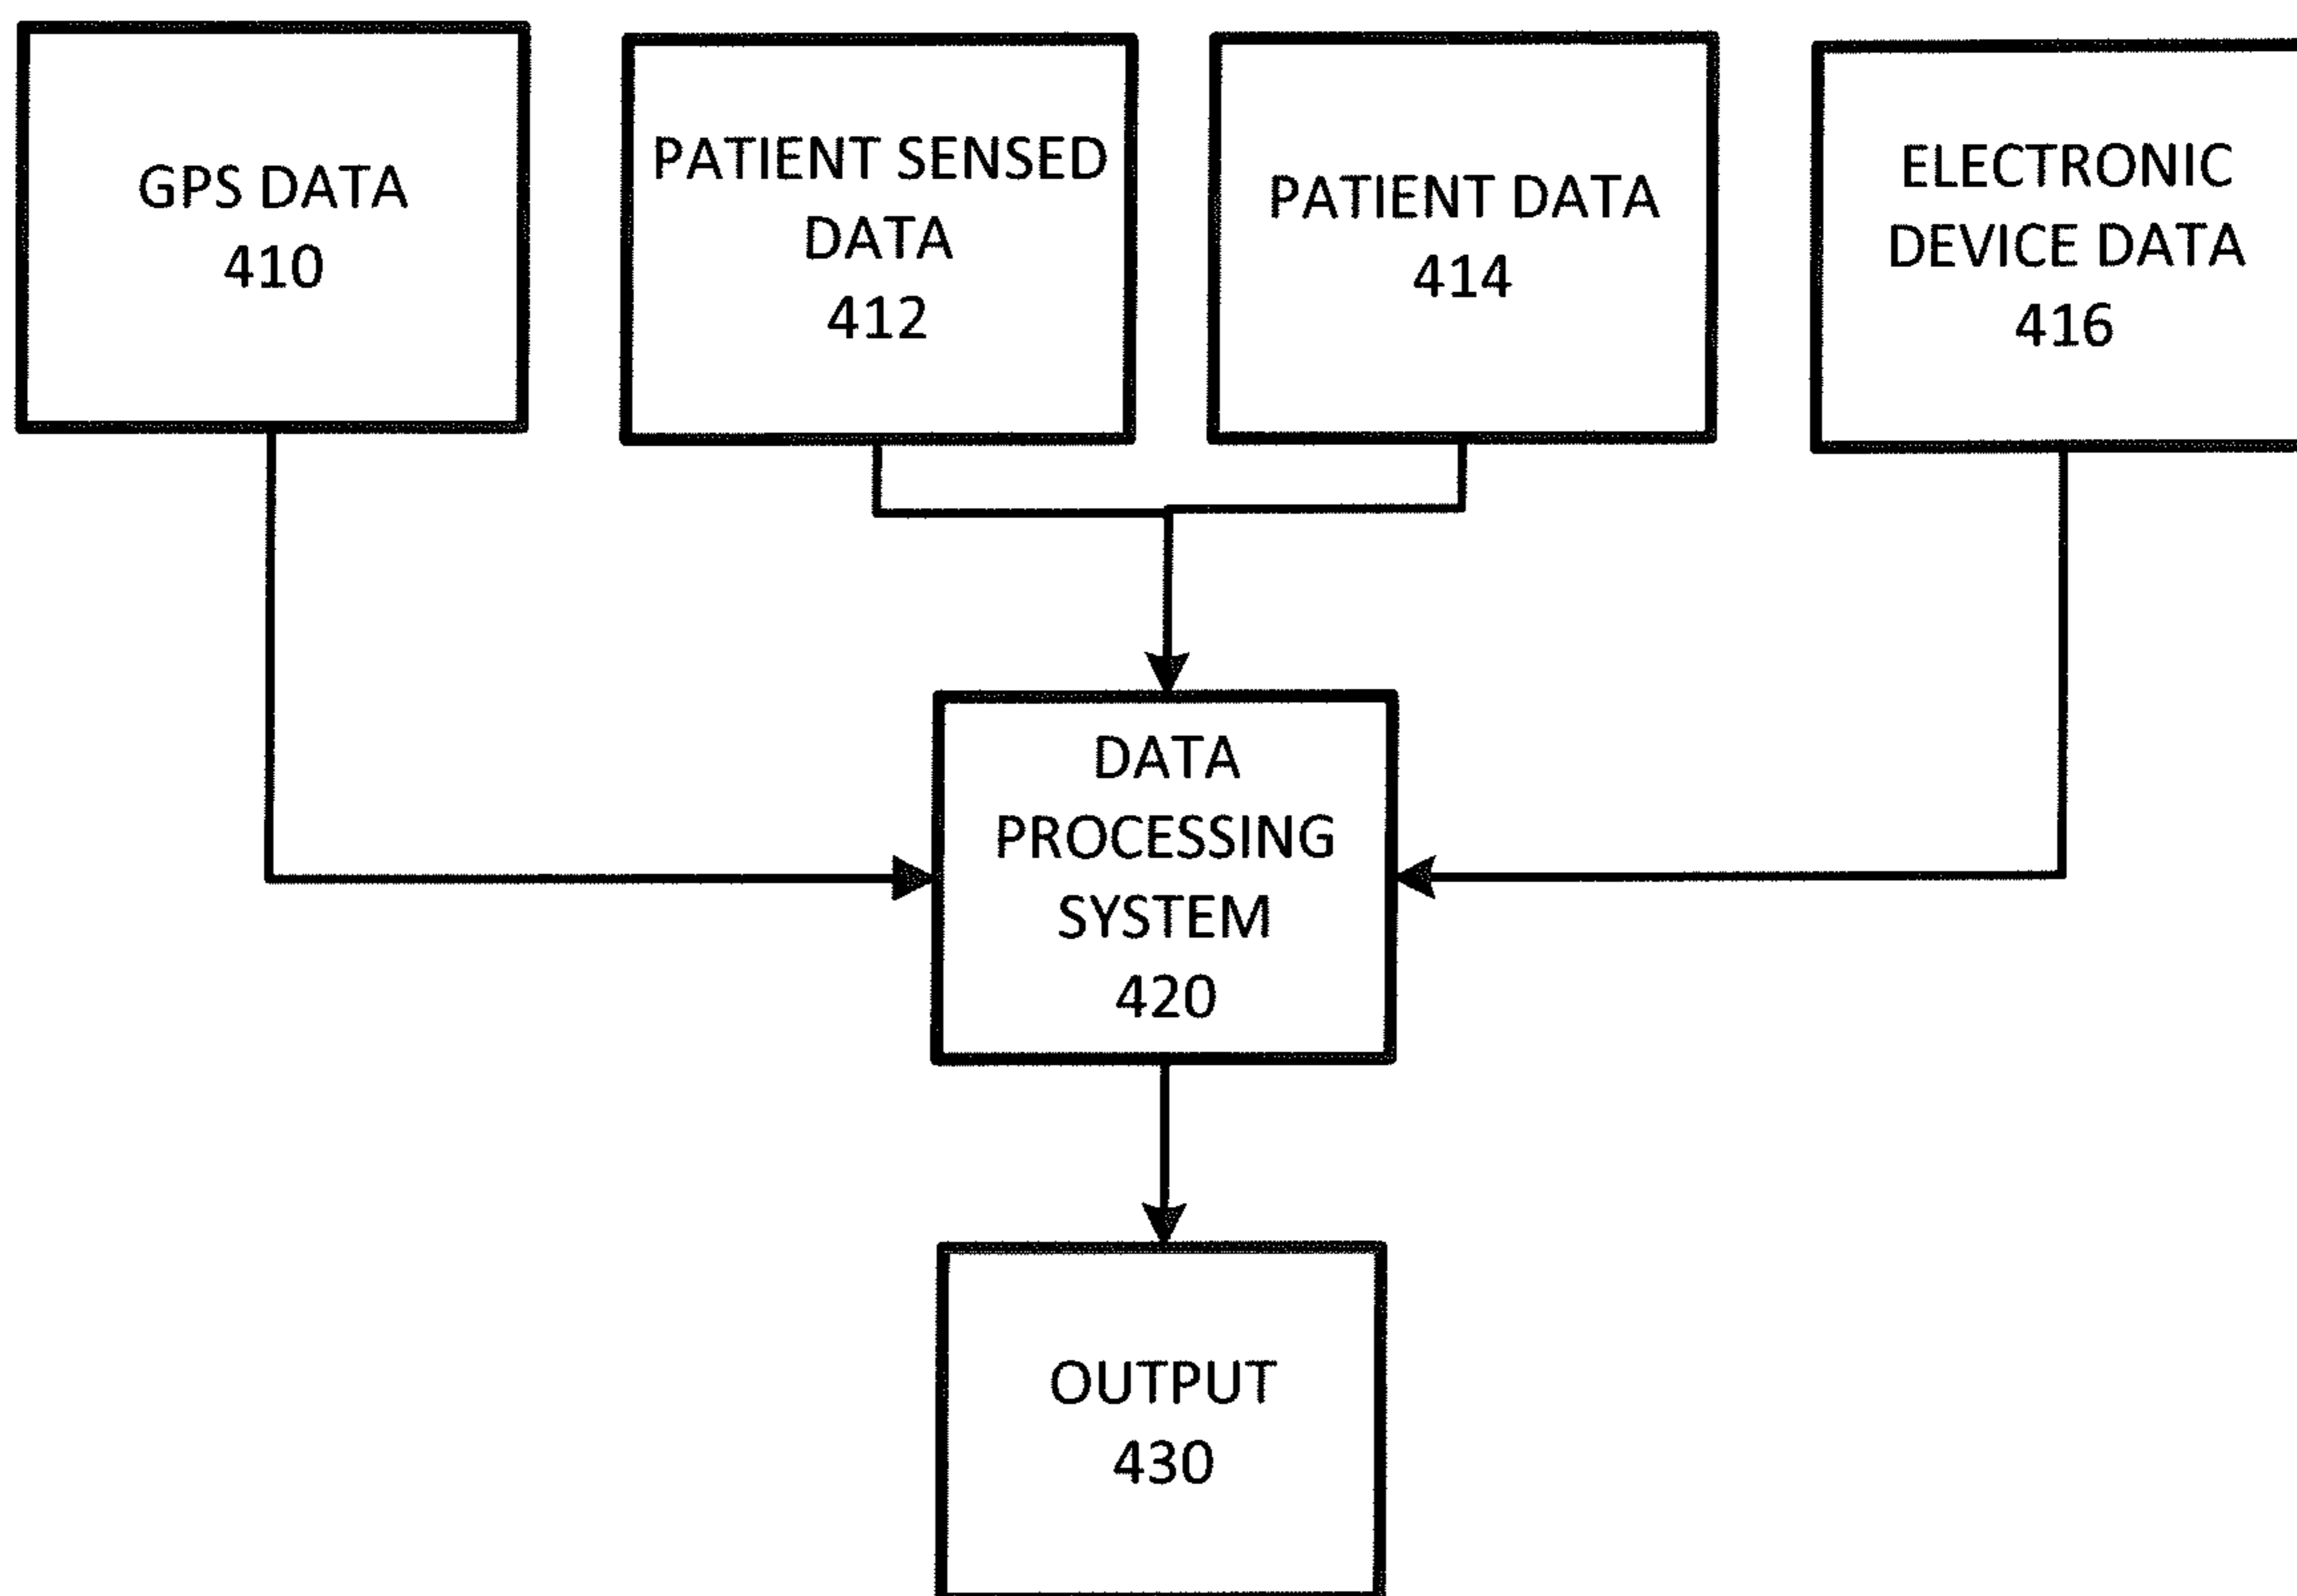 GPS DATA
410
PATIENT SENSED
DATA
412
PATIENT DATA
414
ELECTRONIC
DEVICE DATA
416
DATA
PROCESSING
SYSTEM
420
OUTPUT
430